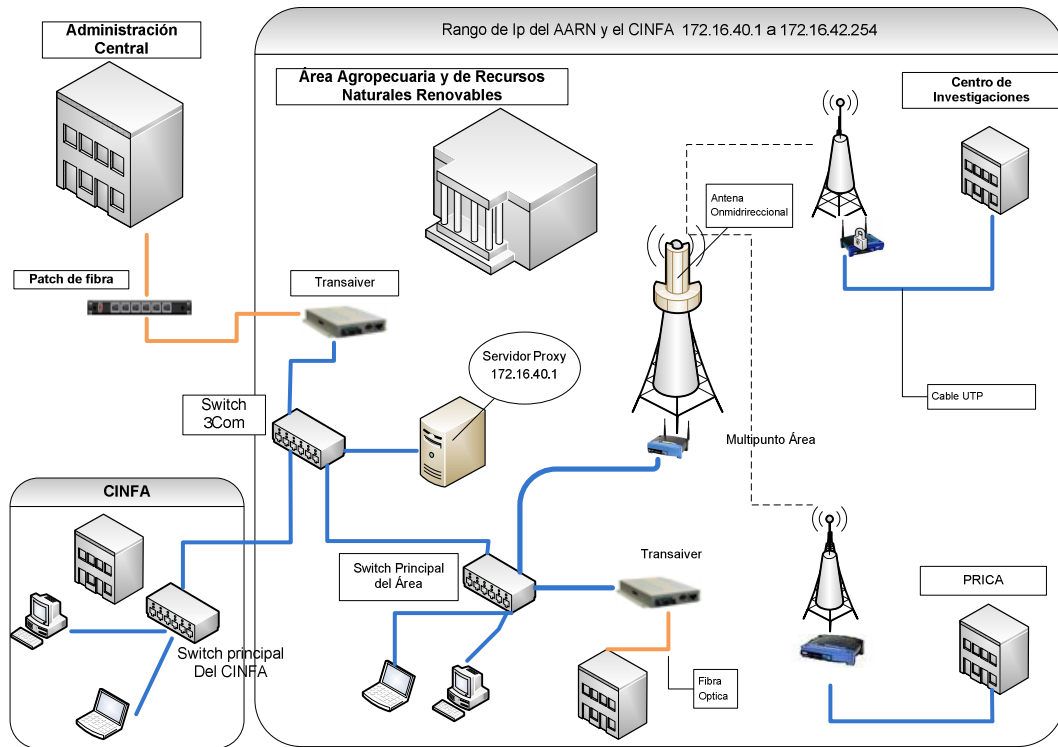 Administración
Central
Rango de Ip del AARN y el CINFA 172.16.40.1 a 172.16.42.254
Área Agropecuaria y de Recursos
Naturales Renovables
Centro de
Investigaciones
Antena
Onmidrireccional
Patch de fibra
Transaiver
Servidor Proxy
172.16.40.1
Switch
3Com
Cable UTP
Multipunto Área
CINFA
Switch Principal
del Área
Transaiver
PRICA
Switch principal
Del CINFA
Fibra
Optica